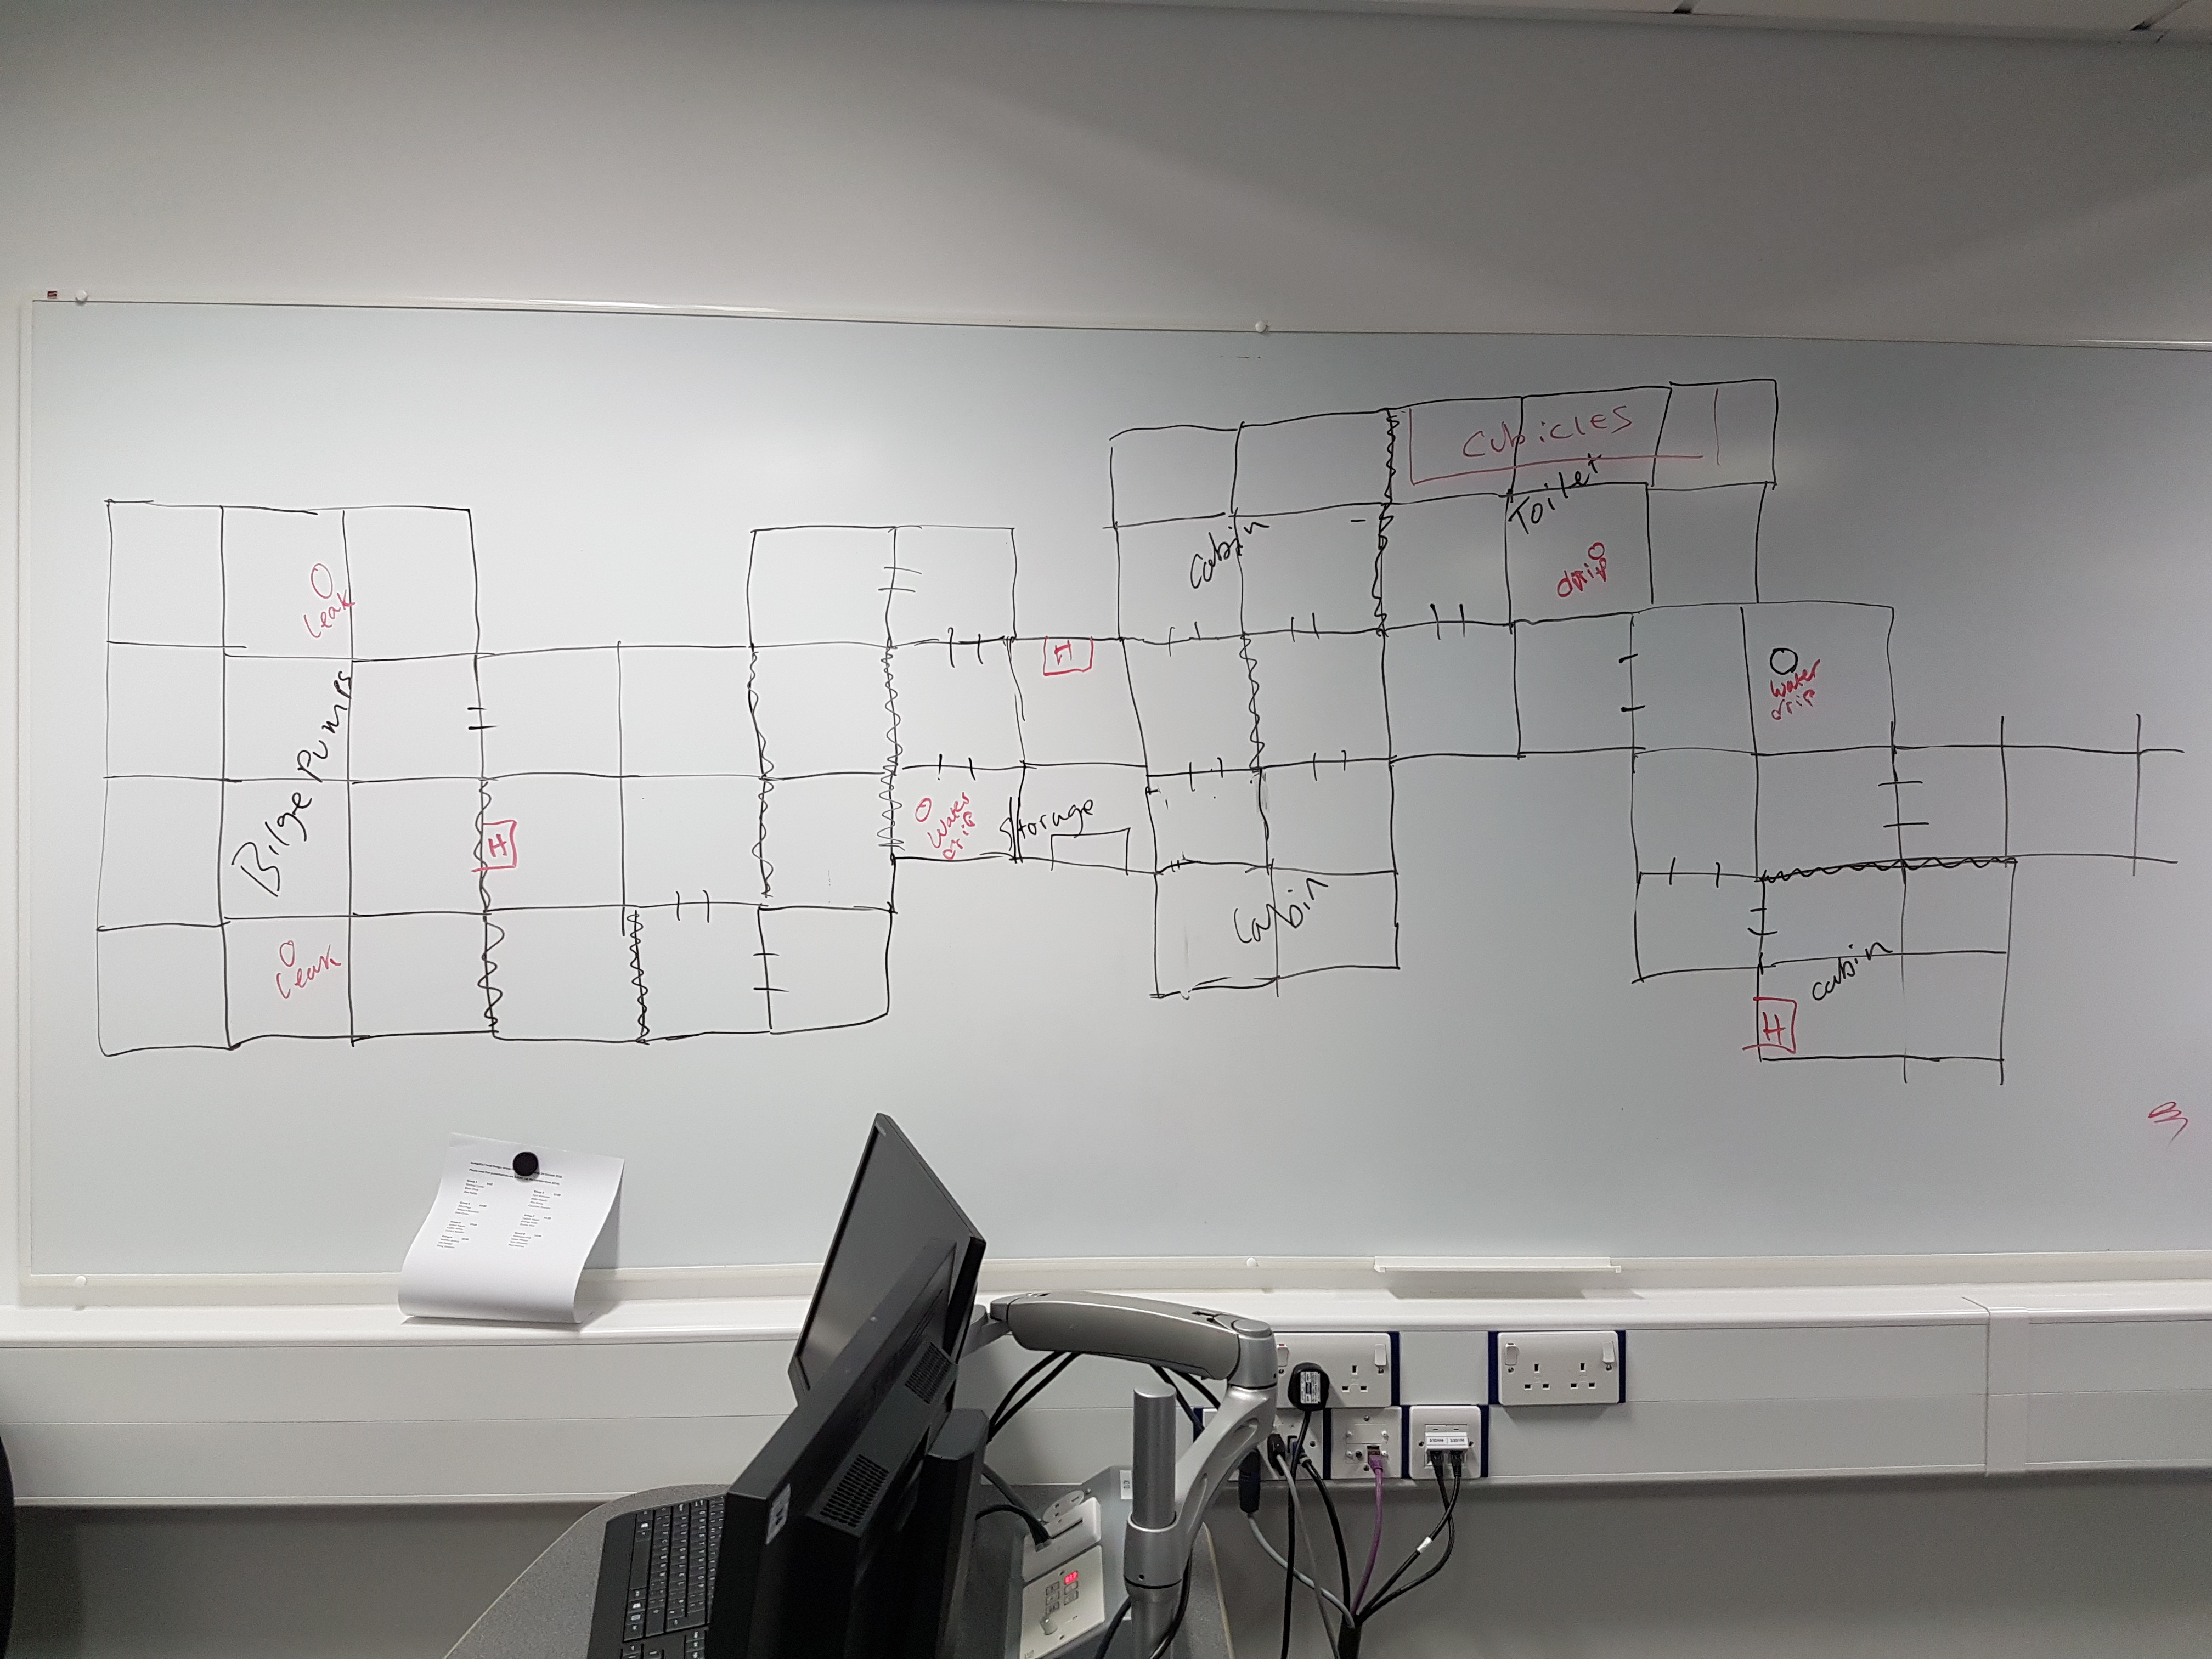 CUBICLES
Toilet
Cabin
drip
Leak
H
Water
drip
Bilge Pumps
H
Water
drip
Storage
Cabin
Leak
cabin
H